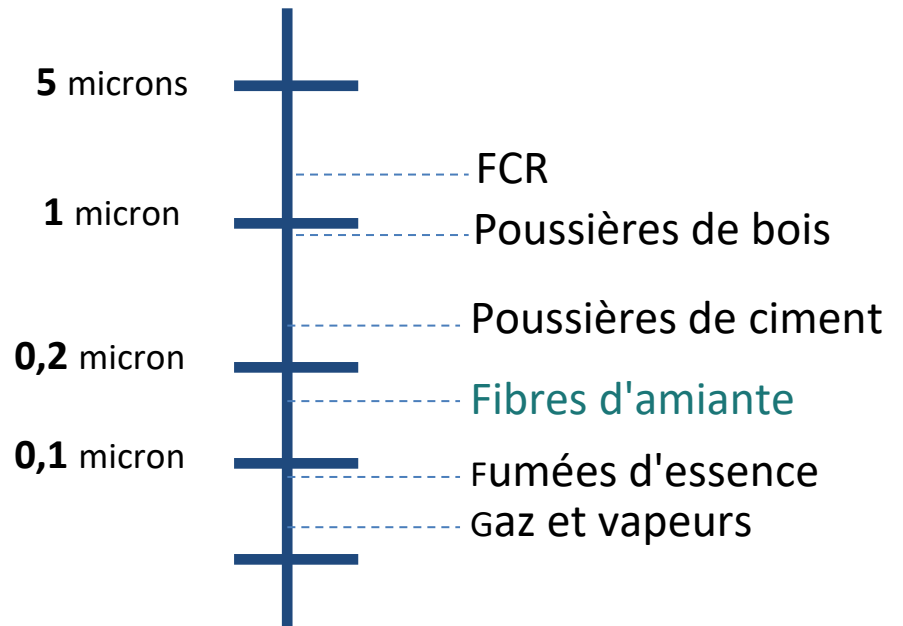 5 microns
FCR
1 micron
Poussières de bois
Poussières de ciment
0,2 micron
Fibres d'amiante
0,1 micron
Fumées d'essence
Gaz et vapeurs